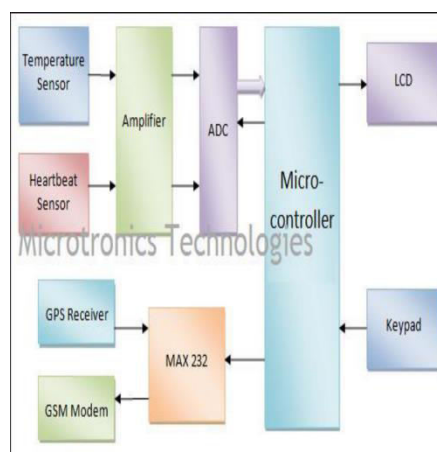 Temperature
Sensor
Amplifier
ADC
LCD
Heartbeat
Sensor
Micro-
controller
Microtronics Technologies
GPS Receiver
MAX 232
Keypad
GSM Modem